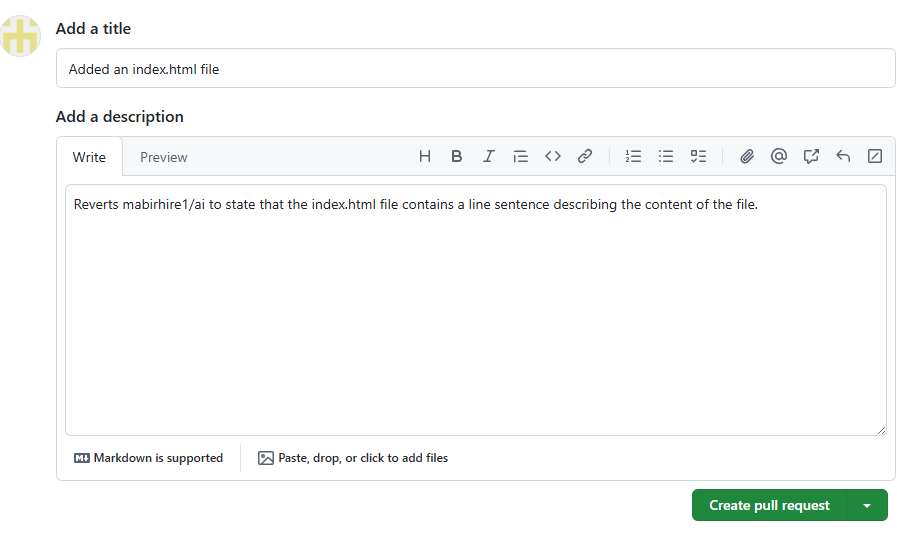 Add a title
Added an index.html file
Add a description
Write Preview
Reverts mabirhire1/ai to state that the index.html file contains a line sentence describing the content of the file.
Markdown is supported Paste, drop, or click to add files
Create pull request